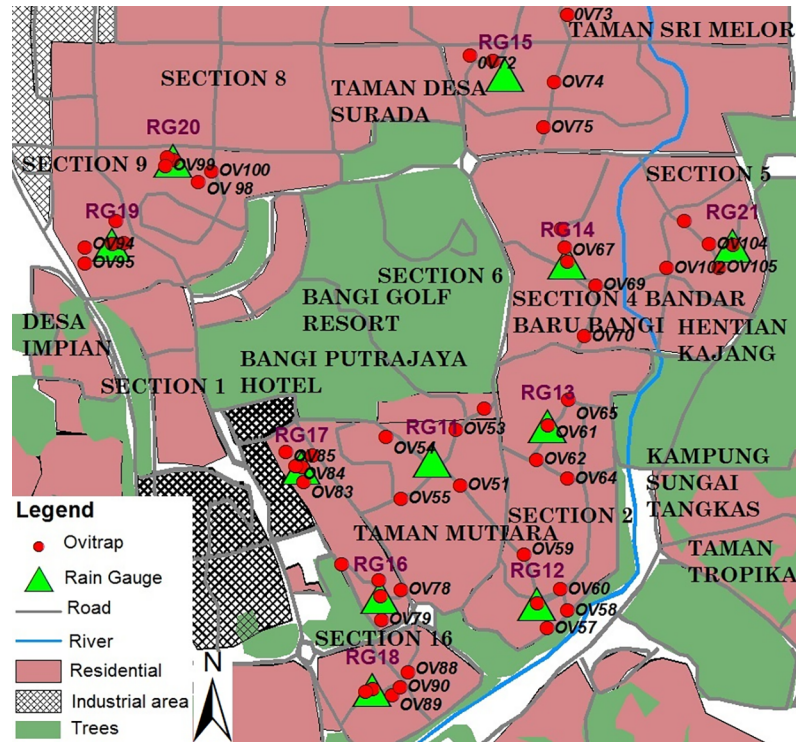 OV73
TAMAN SRI MELOR
RG15
0V72
SECTION 8
TAMAN DESA
SURADA
OV74
OV75
RG20
SECTION 9
OV99
OV100
OV 98
SECTION 5
RG19
RG14
RG21
OV94
OV67
OV104
OV95
SECTION 6
OV102
OV105
OV69
BANGI GOLF
RESORT
SECTION 4 BANDAR
BARU BANGI
HENTIAN
KAJANG
DESA
IMPIAN
OV70
BANGI PUTRAJAYA
HOTEL
SECTION 1
RG13
OV65
RG11
OV53
OV61
RG17
OV54
OV85
OV62
OV84
OV64
KAMPUNG
SUNGAI
TANGKAS
OV83
OV55
OV51
SECTION 2
TAMAN MUTIARA
OV59
TAMAN
TROPIKA
RG16
RG12
OV78
OV60
OV58
OV79
OV57
SECTION 16
RG18
OV88
OV90
OV89
Legend
Ovitrap
Rain Gauge
Road
River
Residential
Industrial area
Trees
N